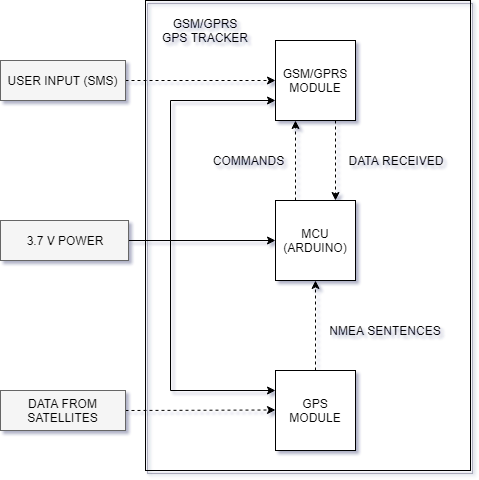 GSM/GPRS
GPS TRACKER
GSM/GPRS
MODULE
USER INPUT (SMS)
COMMANDS
DATA RECEIVED
3.7 V POWER
MCU
(ARDUINO)
NMEA SENTENCES
DATA FROM
SATELLITES
GPS
MODULE